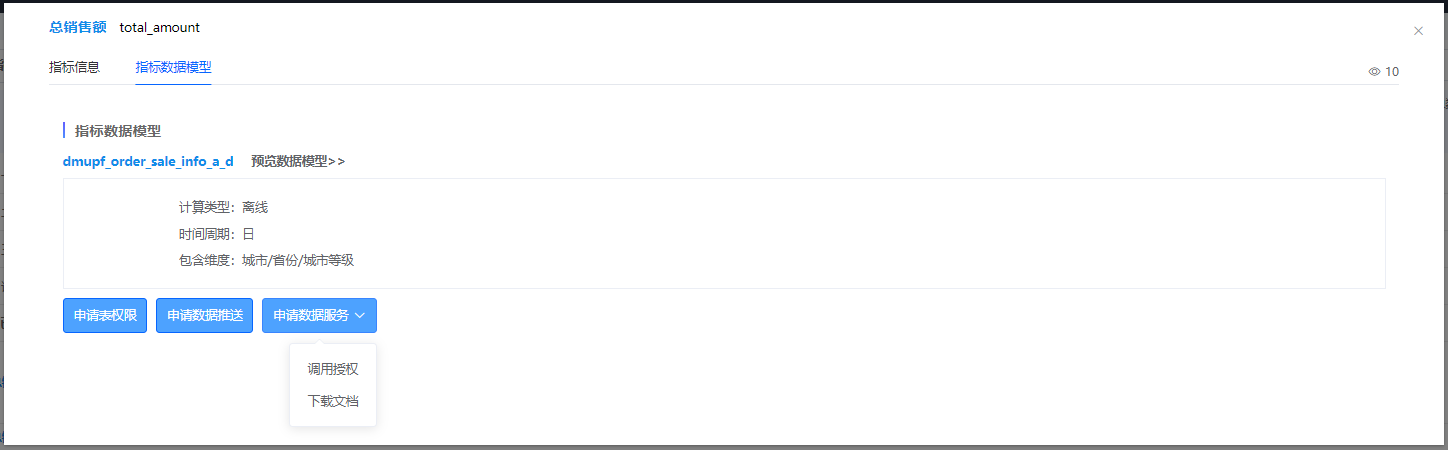 总销售额 total_amount
指标信息 指标数据模型
10
指标数据模型
dmupf_order_sale_info_a_d 预览数据模型>>
计算类型：离线
时间周期：日
包含维度：城市/省份/城市等级
申请表权限 申请数据推送 申请数据服务
调用授权
下载文档